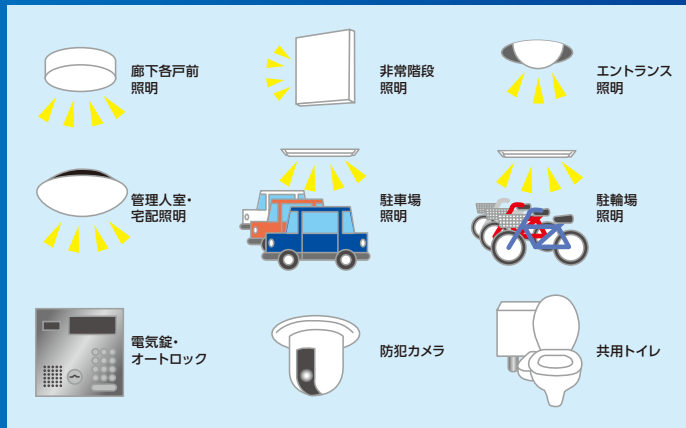 廊下各戸前
照明
非常階段
照明
エントランス
照明
管理人室・
宅配照明
駐車場
照明
駐輪場
照明
電気錠・
オートロック
防犯カメラ
共用トイレ